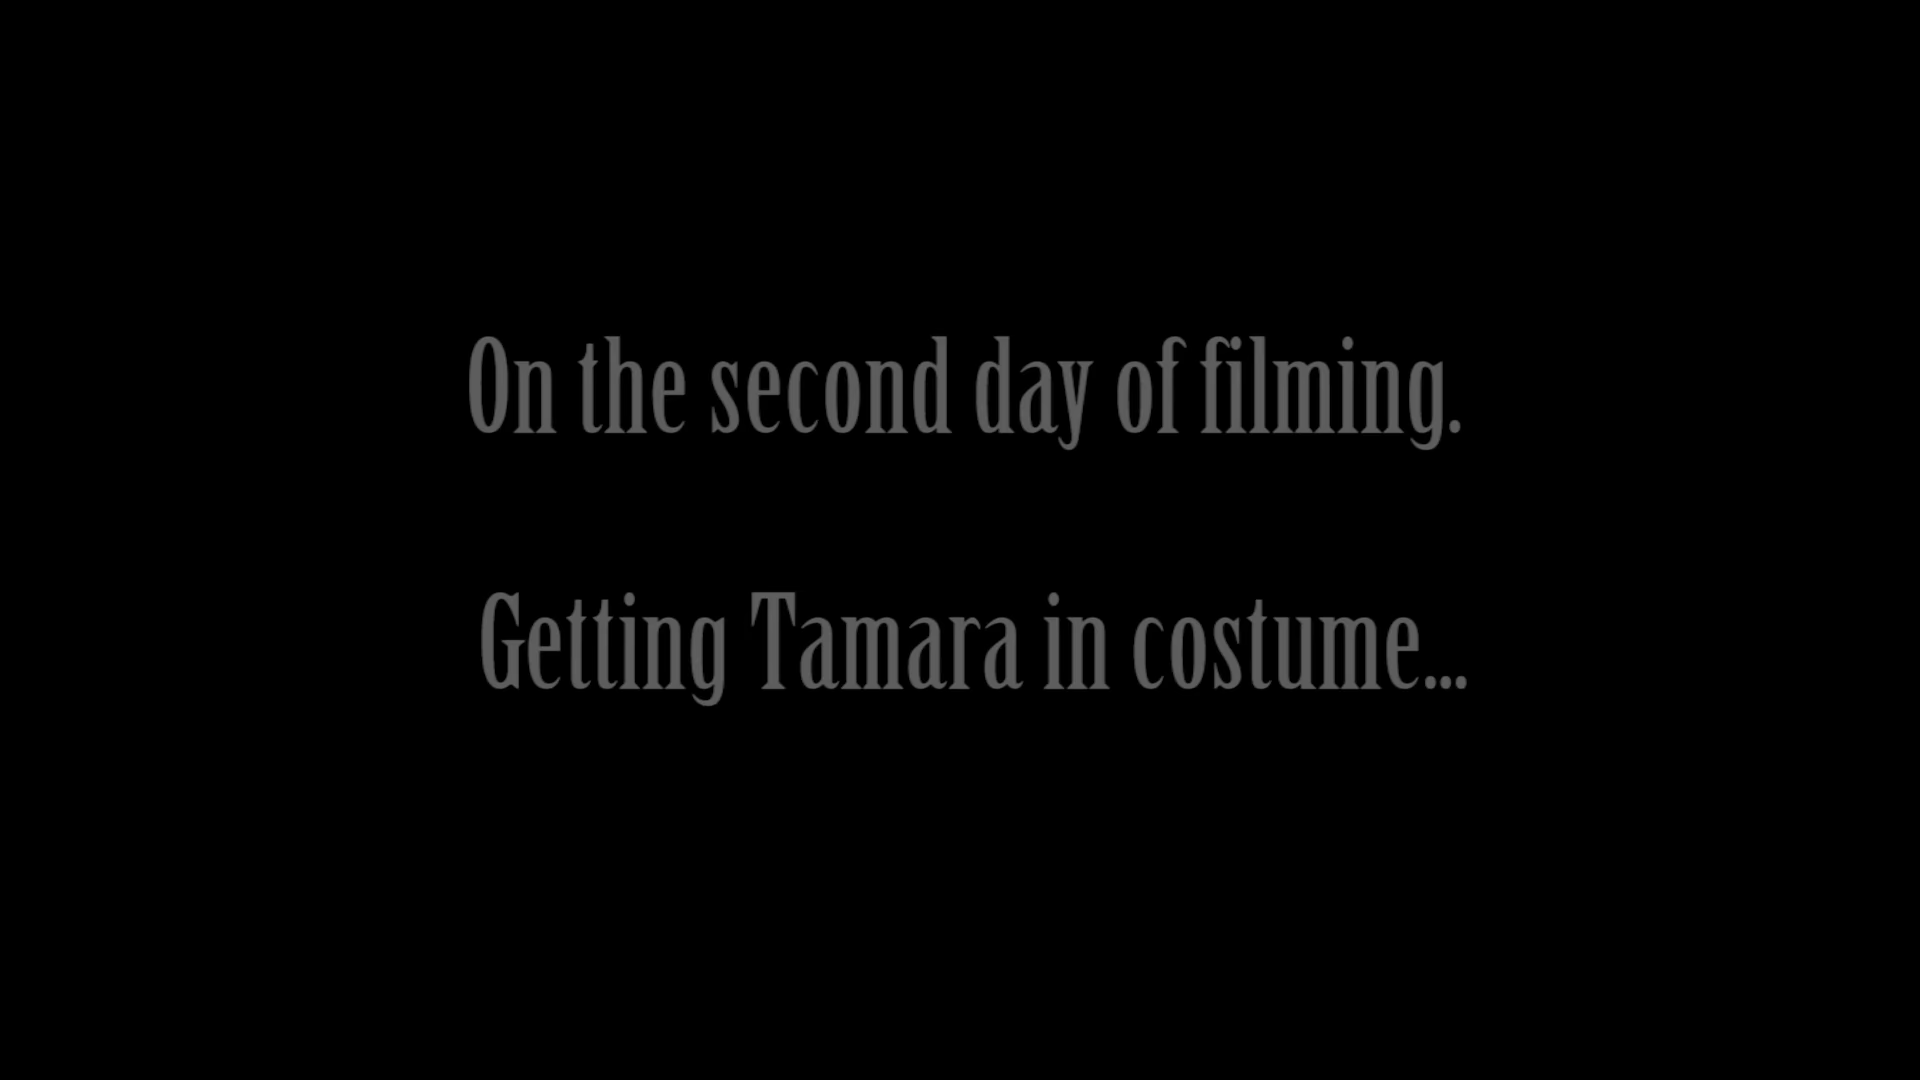 On the second day of filming.
Getting Tamara in costume...